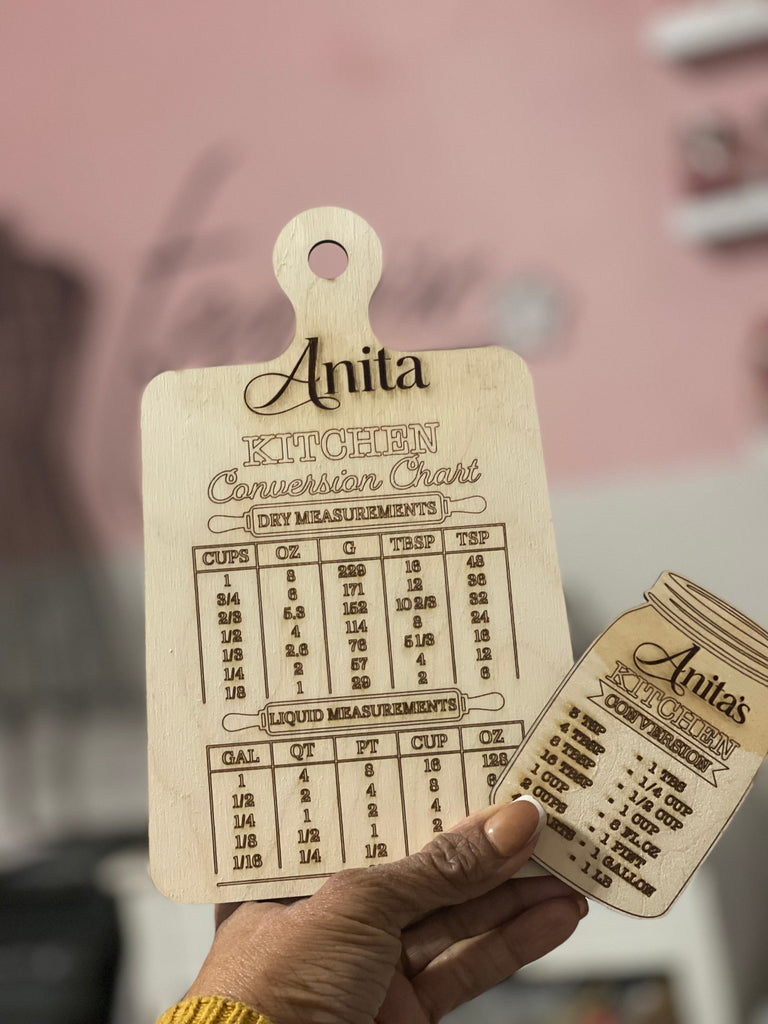 Anita
KITCHEN
Conversion Chart
DRY MEASUREMENTS
CUPS OZ G TBSP TSP
1 8 229 16 48
3/4 6 171 12 36
2/3 5.3 152 10 2/3 32
1/2 4 114 8 24
1/3 2.6 76 5 1/3 16
1/4 2 57 4 12
1/8 1 29 2 6
LIQUID MEASUREMENTS
GAL QT PT CUP OZ
1 4 8 16 128
1/2 2 4 8
1/4 1 2 4
1/8 1/2 1 2
1/16 1/4 1/2
Anita's
KITCHEN
CONVERSION
3 TSP - 1 TBS
4 TBSP - 1/4 CUP
8 TBSP - 1/2 CUP
16 TBSP - 1 CUP
1 CUP - 8 FL OZ
2 CUPS - 1 PINT
- 1 GALLON
- 1 LB